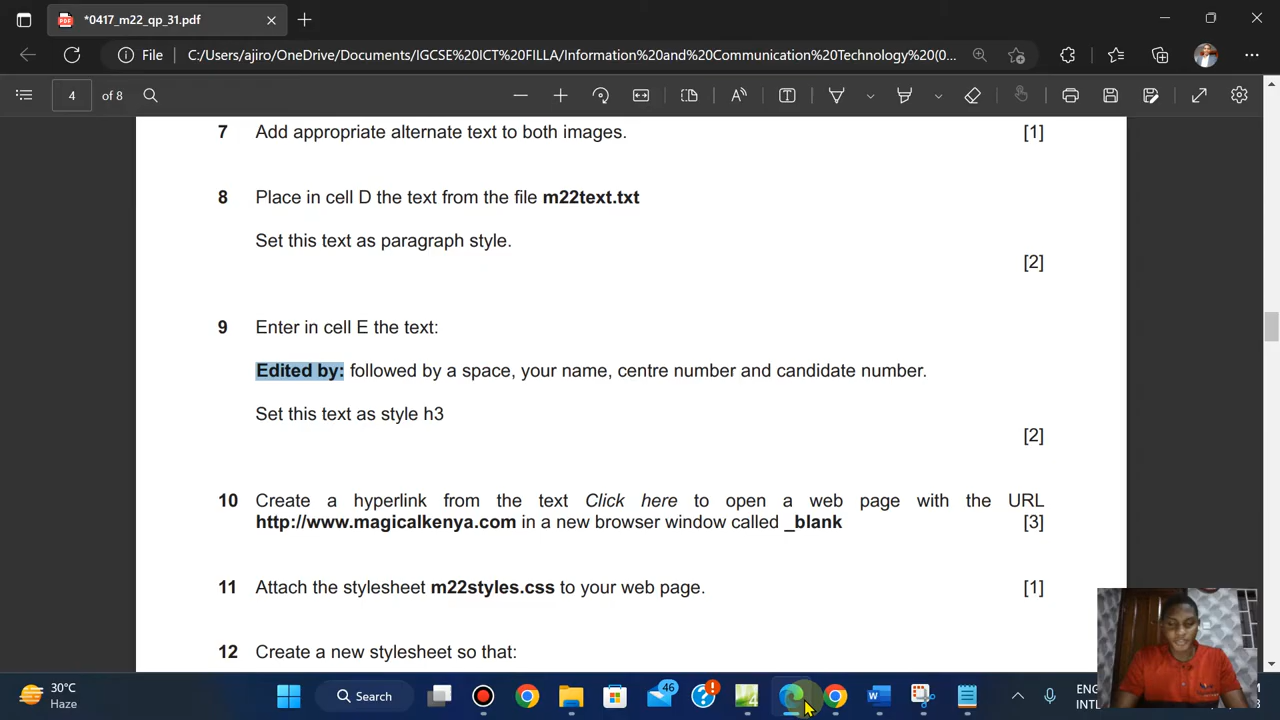 *0417_m22_qp_31.pdf
File
C:/Users/ajiro/OneDrive/Documents/IGCSE%20ICT%20FILLA/Information%20and%20Communication%20Technology%20(0...
4 of 8
7 Add appropriate alternate text to both images. [1]
8 Place in cell D the text from the file m22text.txt
Set this text as paragraph style.
[2]
9 Enter in cell E the text:
Edited by: followed by a space, your name, centre number and candidate number.
Set this text as style h3
[2]
10 Create a hyperlink from the text Click here to open a web page with the URL
http://www.magicalkenya.com in a new browser window called _blank [3]
11 Attach the stylesheet m22styles.css to your web page. [1]
12 Create a new stylesheet so that:
30°C
Haze
Search
46
ENG
INTL